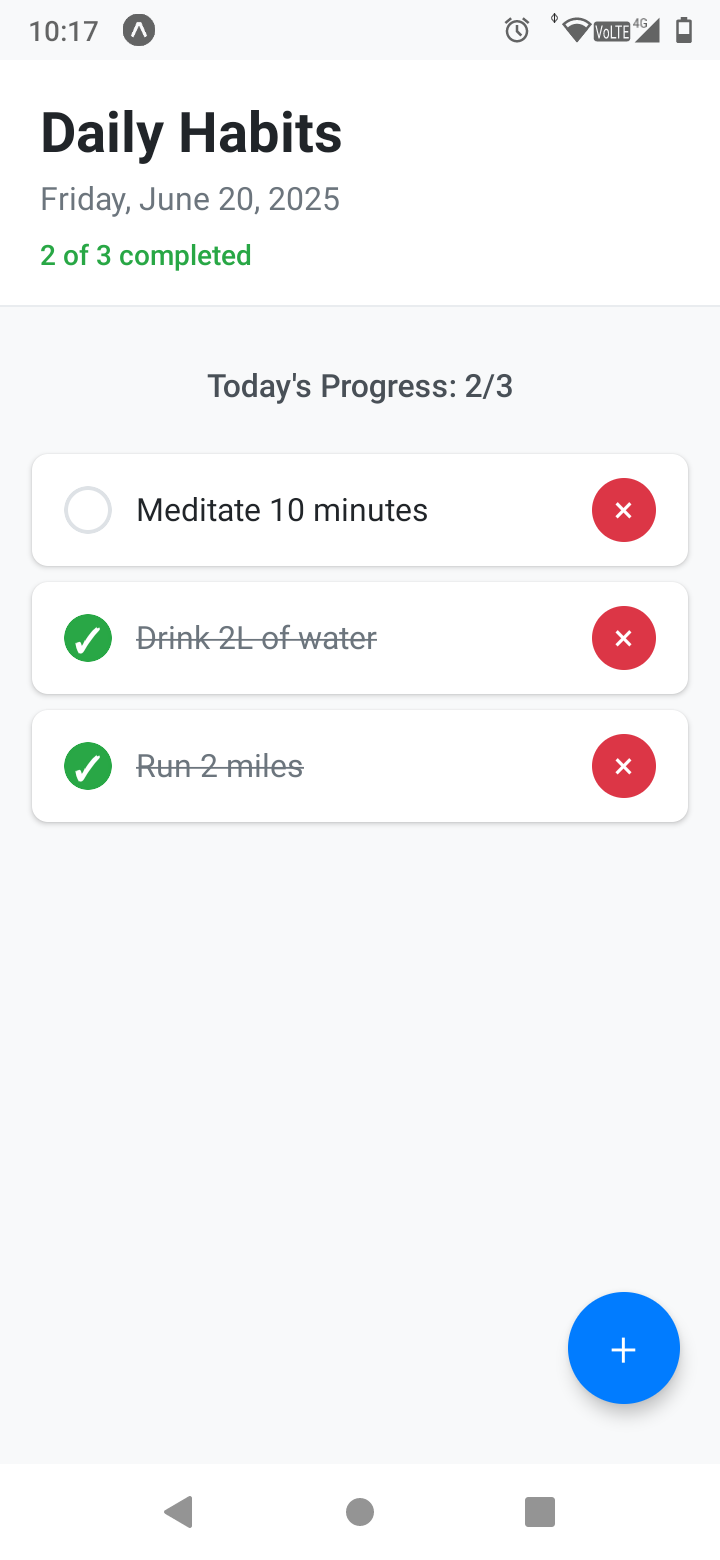 10:17
VoLTE 4G
Daily Habits
Friday, June 20, 2025
2 of 3 completed
Today's Progress: 2/3
Meditate 10 minutes ×
✓ Drink 2L of water ×
✓ Run 2 miles ×
+